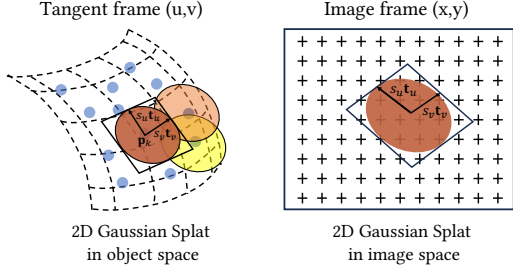 Tangent frame (u,v)
Image frame (x,y)
s_u t_u
s_v t_v
p_k
s_u t_u
s_v t_v
2D Gaussian Splat
in object space
2D Gaussian Splat
in image space